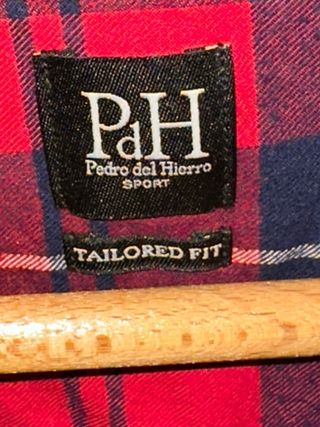 PdH
Pedro del Hierro
SPORT
TAILORED FIT